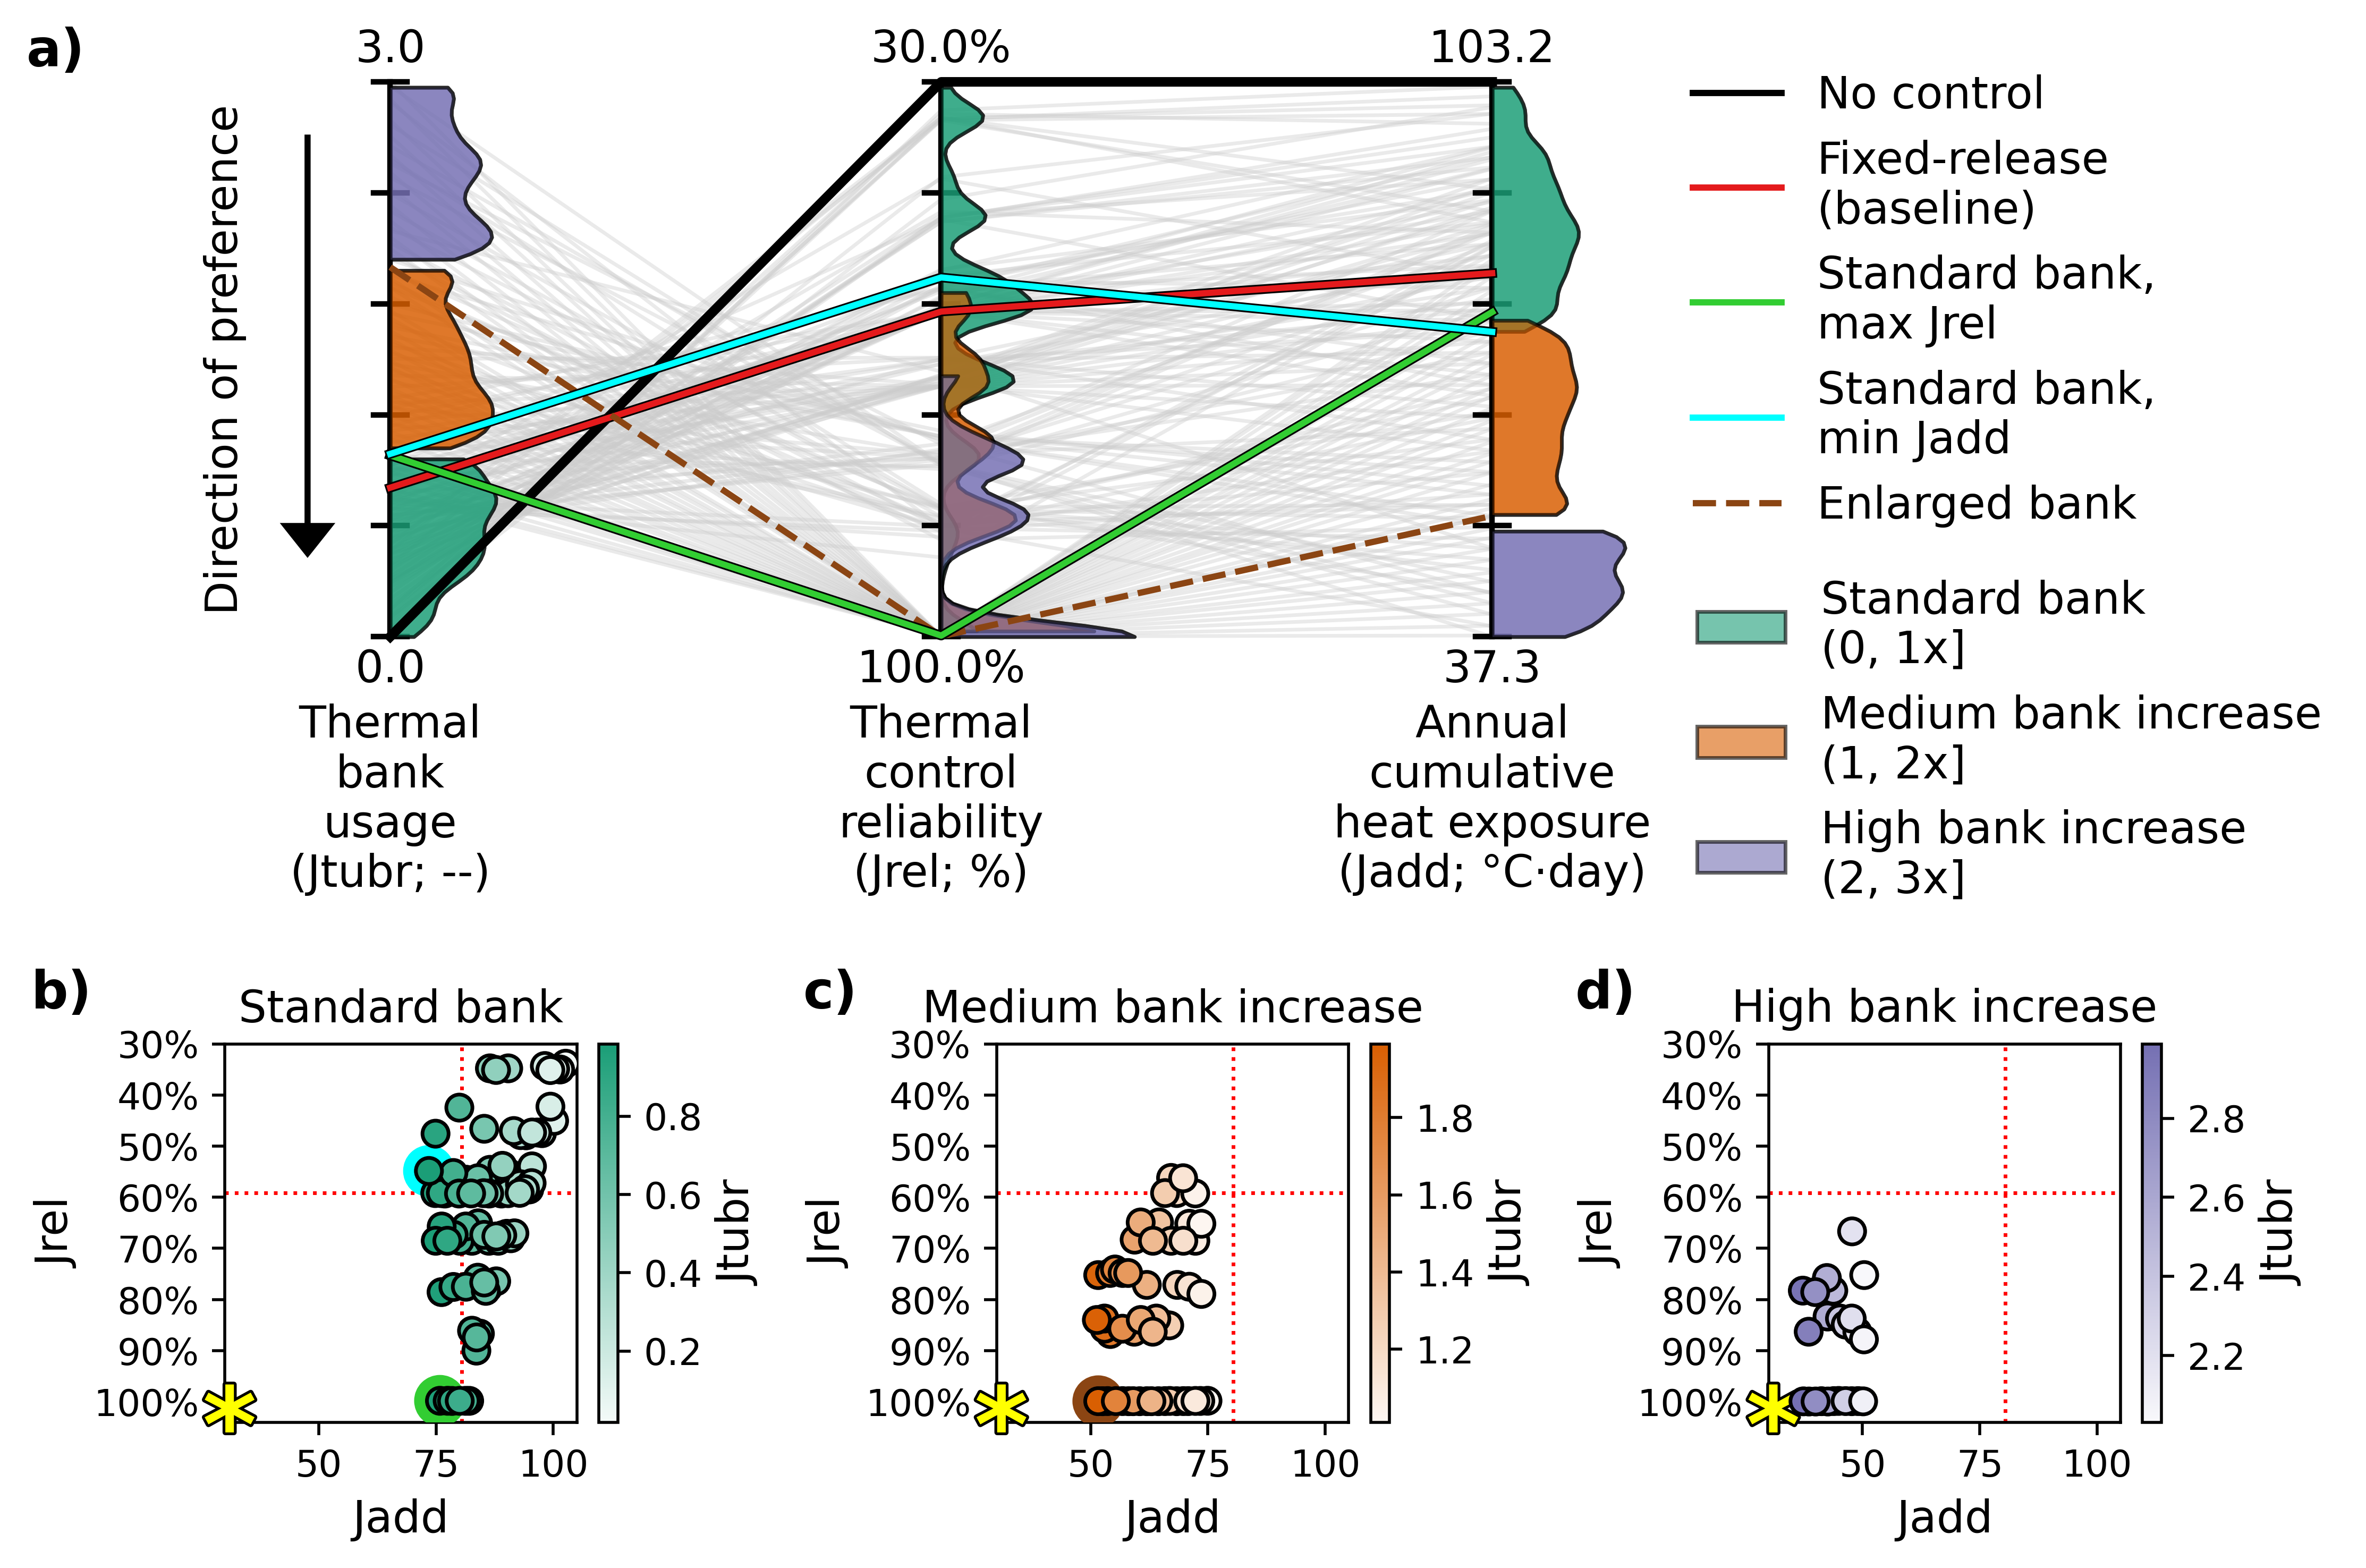 a)
3.0
30.0%
103.2
Direction of preference
0.0
100.0%
37.3
Thermal
bank
usage
(Jtubr; --)
Thermal
control
reliability
(Jrel; %)
Annual
cumulative
heat exposure
(Jadd; °C·day)
No control
Fixed-release
(baseline)
Standard bank,
max Jrel
Standard bank,
min Jadd
Enlarged bank
Standard bank
(0, 1x]
Medium bank increase
(1, 2x]
High bank increase
(2, 3x]
b)
Standard bank
30%
40%
50%
60%
70%
80%
90%
100%
Jrel
50
75
100
Jadd
0.8
0.6
0.4
0.2
Jtubr
c)
Medium bank increase
30%
40%
50%
60%
70%
80%
90%
100%
Jrel
50
75
100
Jadd
1.8
1.6
1.4
1.2
Jtubr
d)
High bank increase
30%
40%
50%
60%
70%
80%
90%
100%
Jrel
50
75
100
Jadd
2.8
2.6
2.4
2.2
Jtubr